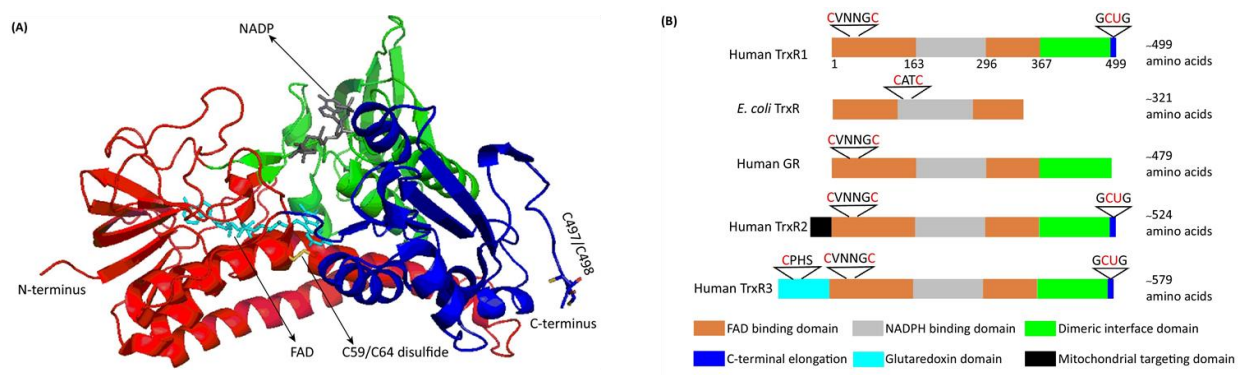 (A)
NADP
N-terminus
FAD
C59/C64 disulfide
C497/C498
C-terminus
(B)
CVNNGC GCUG
Human TrxR1 ~499
amino acids
1 163 296 367 499
CATC
E. coli TrxR ~321
amino acids
CVNNGC
Human GR ~479
amino acids
CVNNGC GCUG
Human TrxR2 ~524
amino acids
CPHS CVNNGC GCUG
Human TrxR3 ~579
amino acids
FAD binding domain NADPH binding domain Dimeric interface domain
C-terminal elongation Glutaredoxin domain Mitochondrial targeting domain